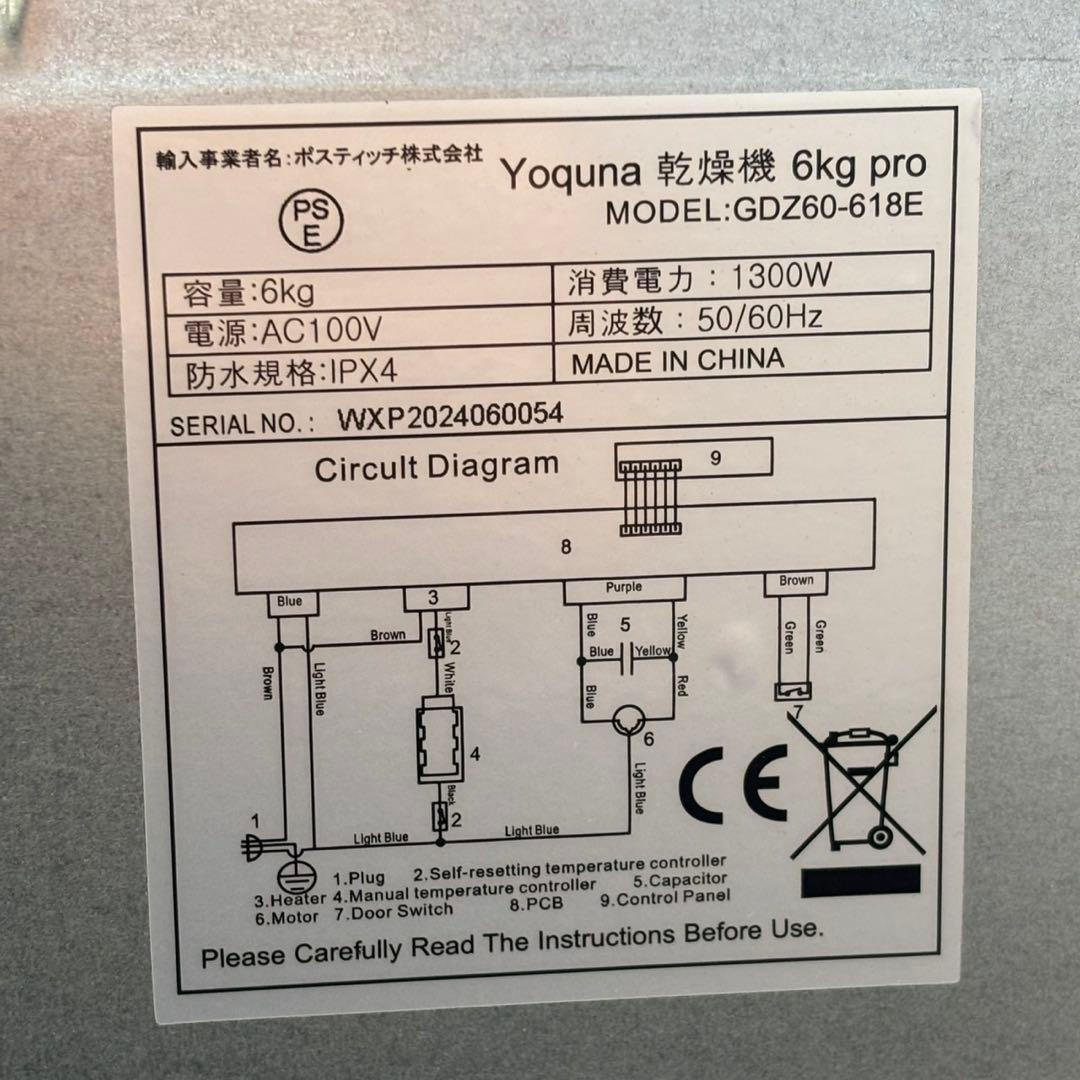 輸入事業者名:ポスティッチ株式会社
Yoquna 乾燥機 6kg pro
PS
E
MODEL:GDZ60-618E
容量:6kg
消費電力:1300W
電源:AC100V
周波数:50/60Hz
防水規格:IPX4
MADE IN CHINA
SERIAL NO.: WXP2024060054
Circult Diagram
9
8
Blue
3
Purple
Brown
Light Blue
Brown
2
White
Blue
5
Yellow
Green
Green
Blue
Yellow
Brown
Light Blue
Blue
Red
7
4
6
Light Blue
Black
2
1
Light Blue
Light Blue
CE
1.Plug 2.Self-resetting temperature controller
3.Heater 4.Manual temperature controller 5.Capacitor
6.Motor 7.Door Switch 8.PCB 9.Control Panel
Please Carefully Read The Instructions Before Use.